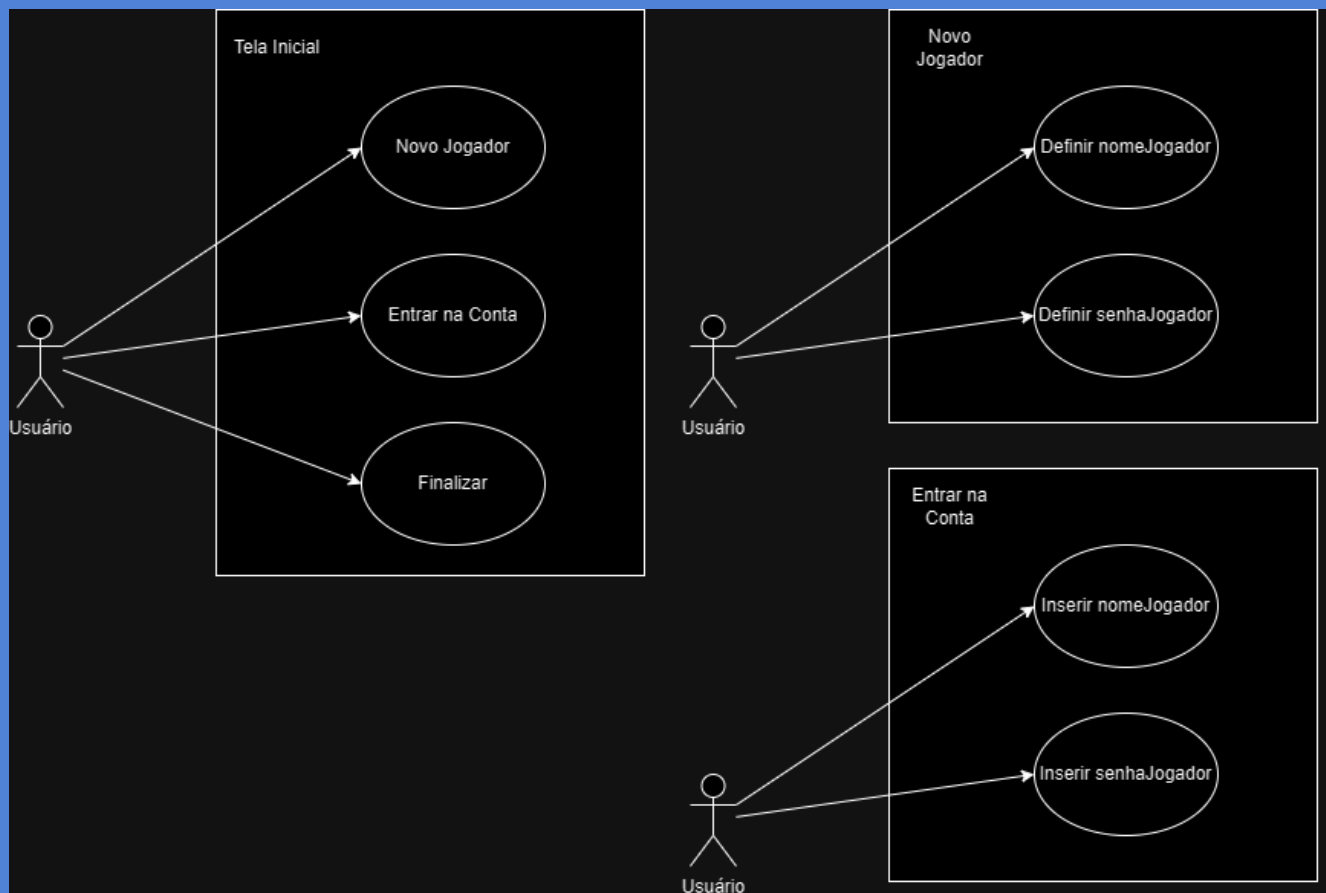 Tela Inicial
Novo Jogador
Entrar na Conta
Finalizar
Usuário
Novo
Jogador
Definir nomeJogador
Definir senhaJogador
Usuário
Entrar na
Conta
Inserir nomeJogador
Inserir senhaJogador
Usuário